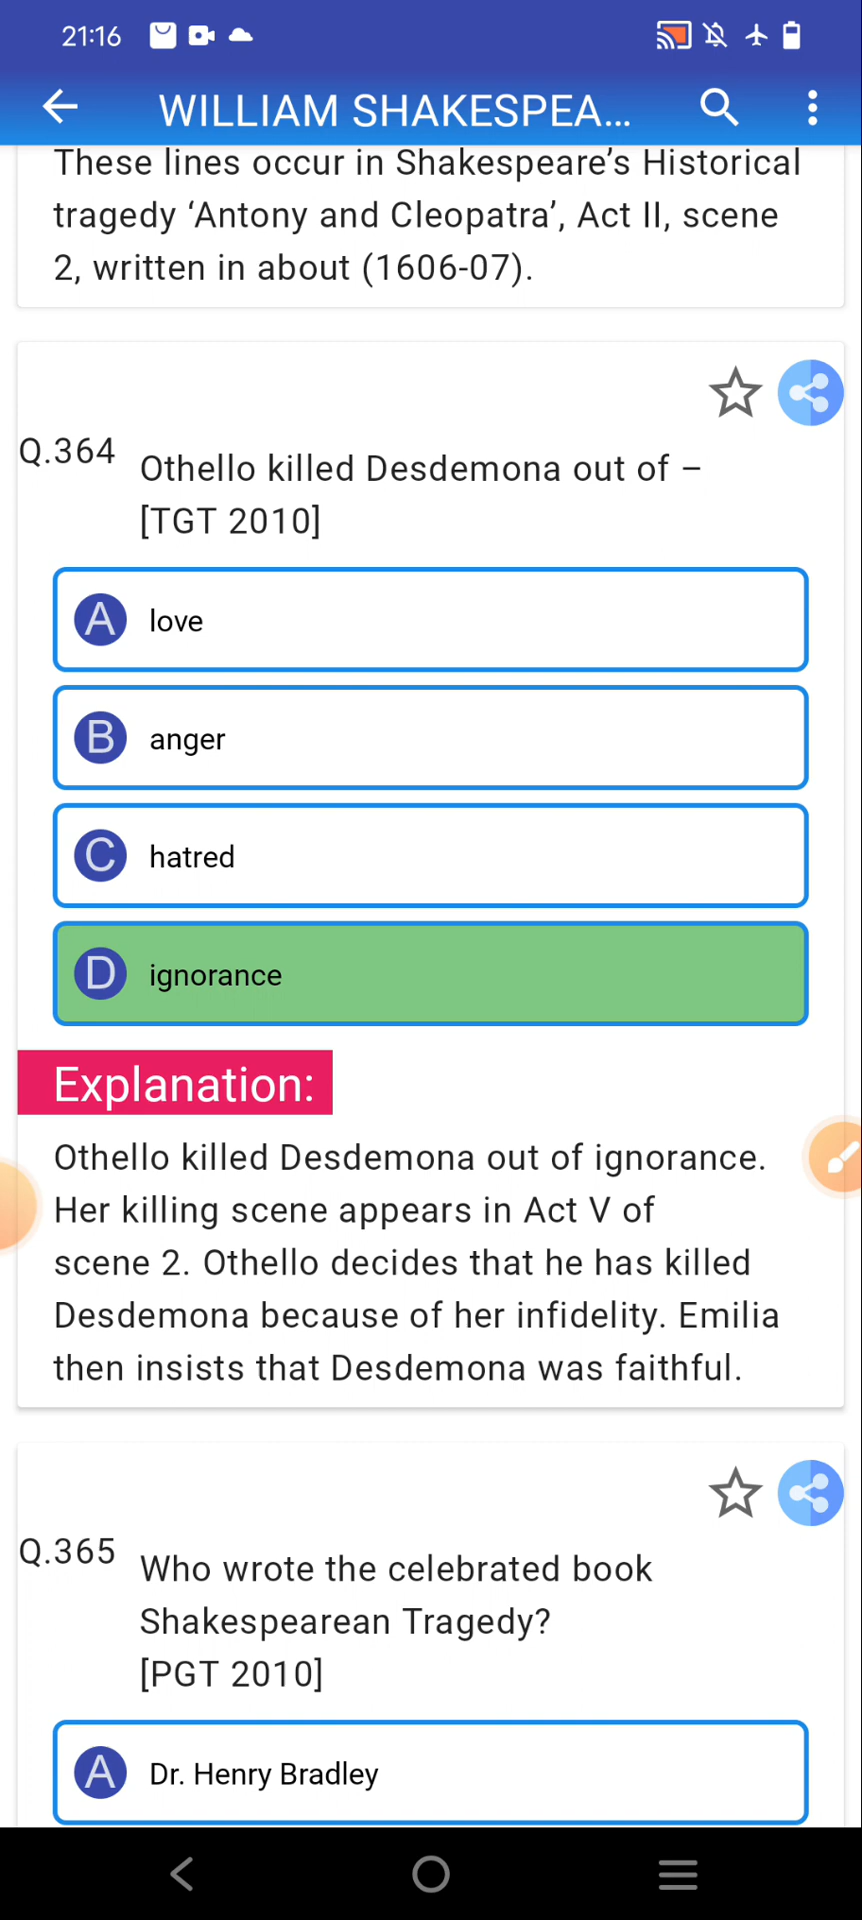 21:16
WILLIAM SHAKESPEA...
These lines occur in Shakespeare’s Historical
tragedy ‘Antony and Cleopatra’, Act II, scene
2, written in about (1606-07).
Q.364
Othello killed Desdemona out of –
[TGT 2010]
A love
B anger
C hatred
D ignorance
Explanation:
Othello killed Desdemona out of ignorance.
Her killing scene appears in Act V of
scene 2. Othello decides that he has killed
Desdemona because of her infidelity. Emilia
then insists that Desdemona was faithful.
Q.365
Who wrote the celebrated book
Shakespearean Tragedy?
[PGT 2010]
A Dr. Henry Bradley